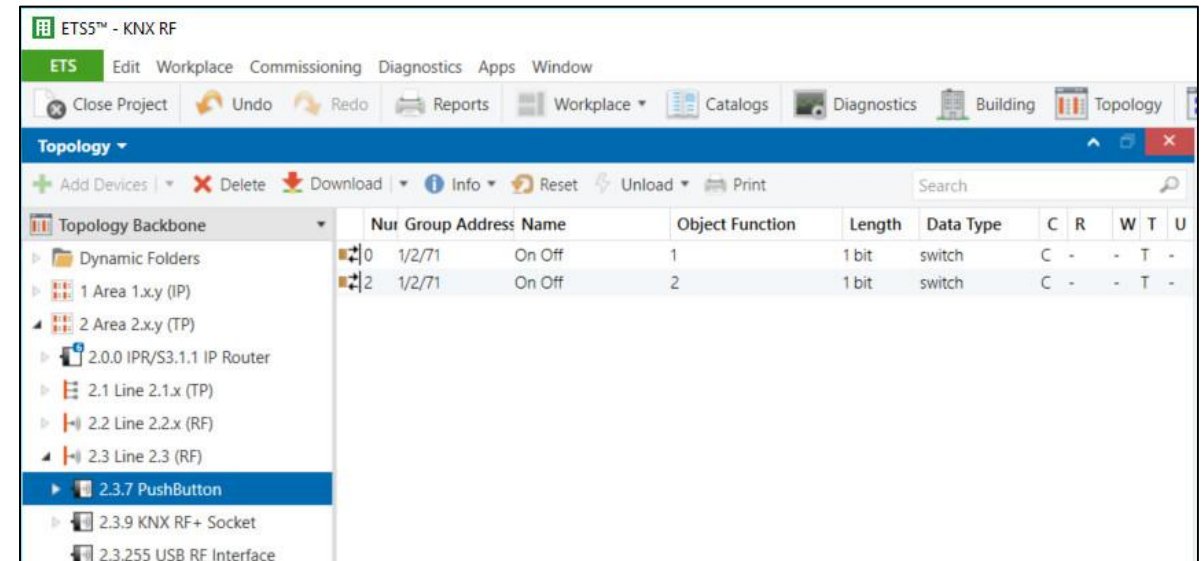 ETS5™ - KNX RF
ETS Edit Workplace Commissioning Diagnostics Apps Window
Close Project Undo Redo Reports Workplace Catalogs Diagnostics Building Topology
Topology
Add Devices Delete Download Info Reset Unload Print Search
Topology Backbone Nur Group Address Name Object Function Length Data Type C R W T U
Dynamic Folders 0 1/2/71 On Off 1 1 bit switch C - - T -
1 Area 1.x.y (IP) 2 1/2/71 On Off 2 1 bit switch C - - T -
2 Area 2.x.y (TP)
2.0.0 IPR/S3.1.1 IP Router
2.1 Line 2.1.x (TP)
2.2 Line 2.2.x (RF)
2.3 Line 2.3 (RF)
2.3.7 PushButton
2.3.9 KNX RF+ Socket
2.3.255 USB RF Interface